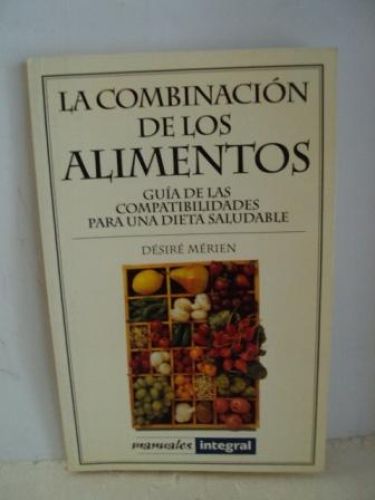 LA COMBINACIÓN
DE LOS
ALIMENTOS
GUÍA DE LAS
COMPATIBILIDADES
PARA UNA DIETA SALUDABLE
DÉSIRÉ MÉRIEN
manuales integral